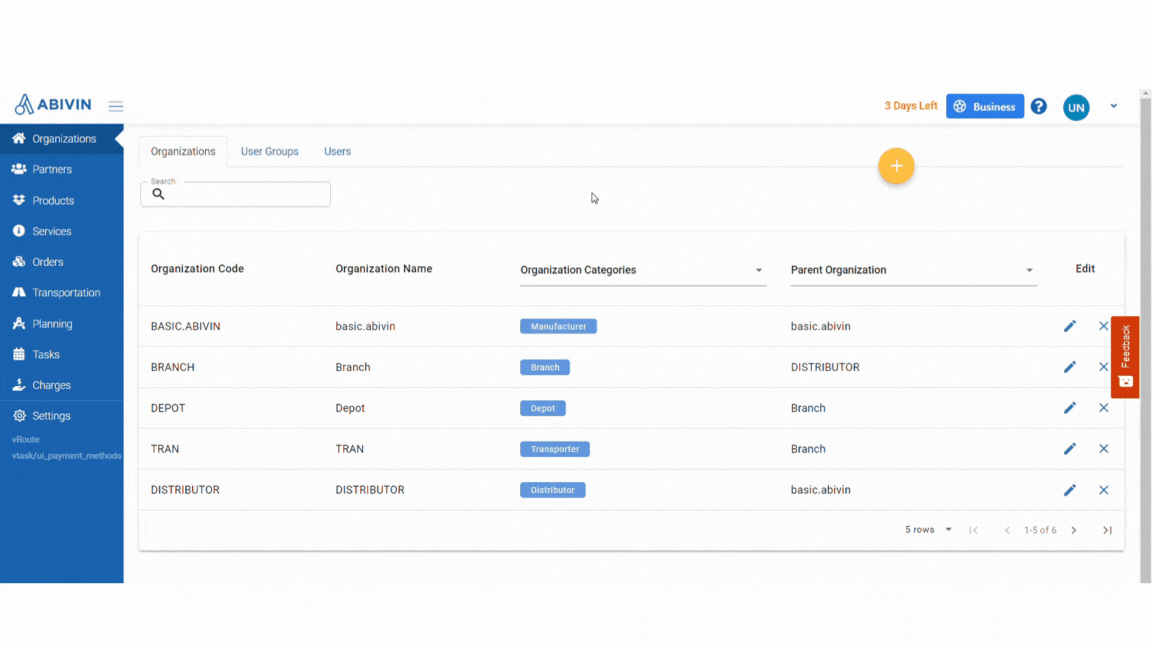 ABIVIN
3 Days Left
Business
?
UN
Organizations
Partners
Products
Services
Orders
Transportation
Planning
Tasks
Charges
Settings
vRoute
vtask/ui_payment_methods
Organizations User Groups Users
Search
+
Organization Code Organization Name Organization Categories Parent Organization Edit
BASIC.ABIVIN basic.abivin Manufacturer basic.abivin
BRANCH Branch Branch DISTRIBUTOR
DEPOT Depot Depot Branch
TRAN TRAN Transporter Branch
DISTRIBUTOR DISTRIBUTOR Distributor basic.abivin
5 rows 1-5 of 6
Feedback